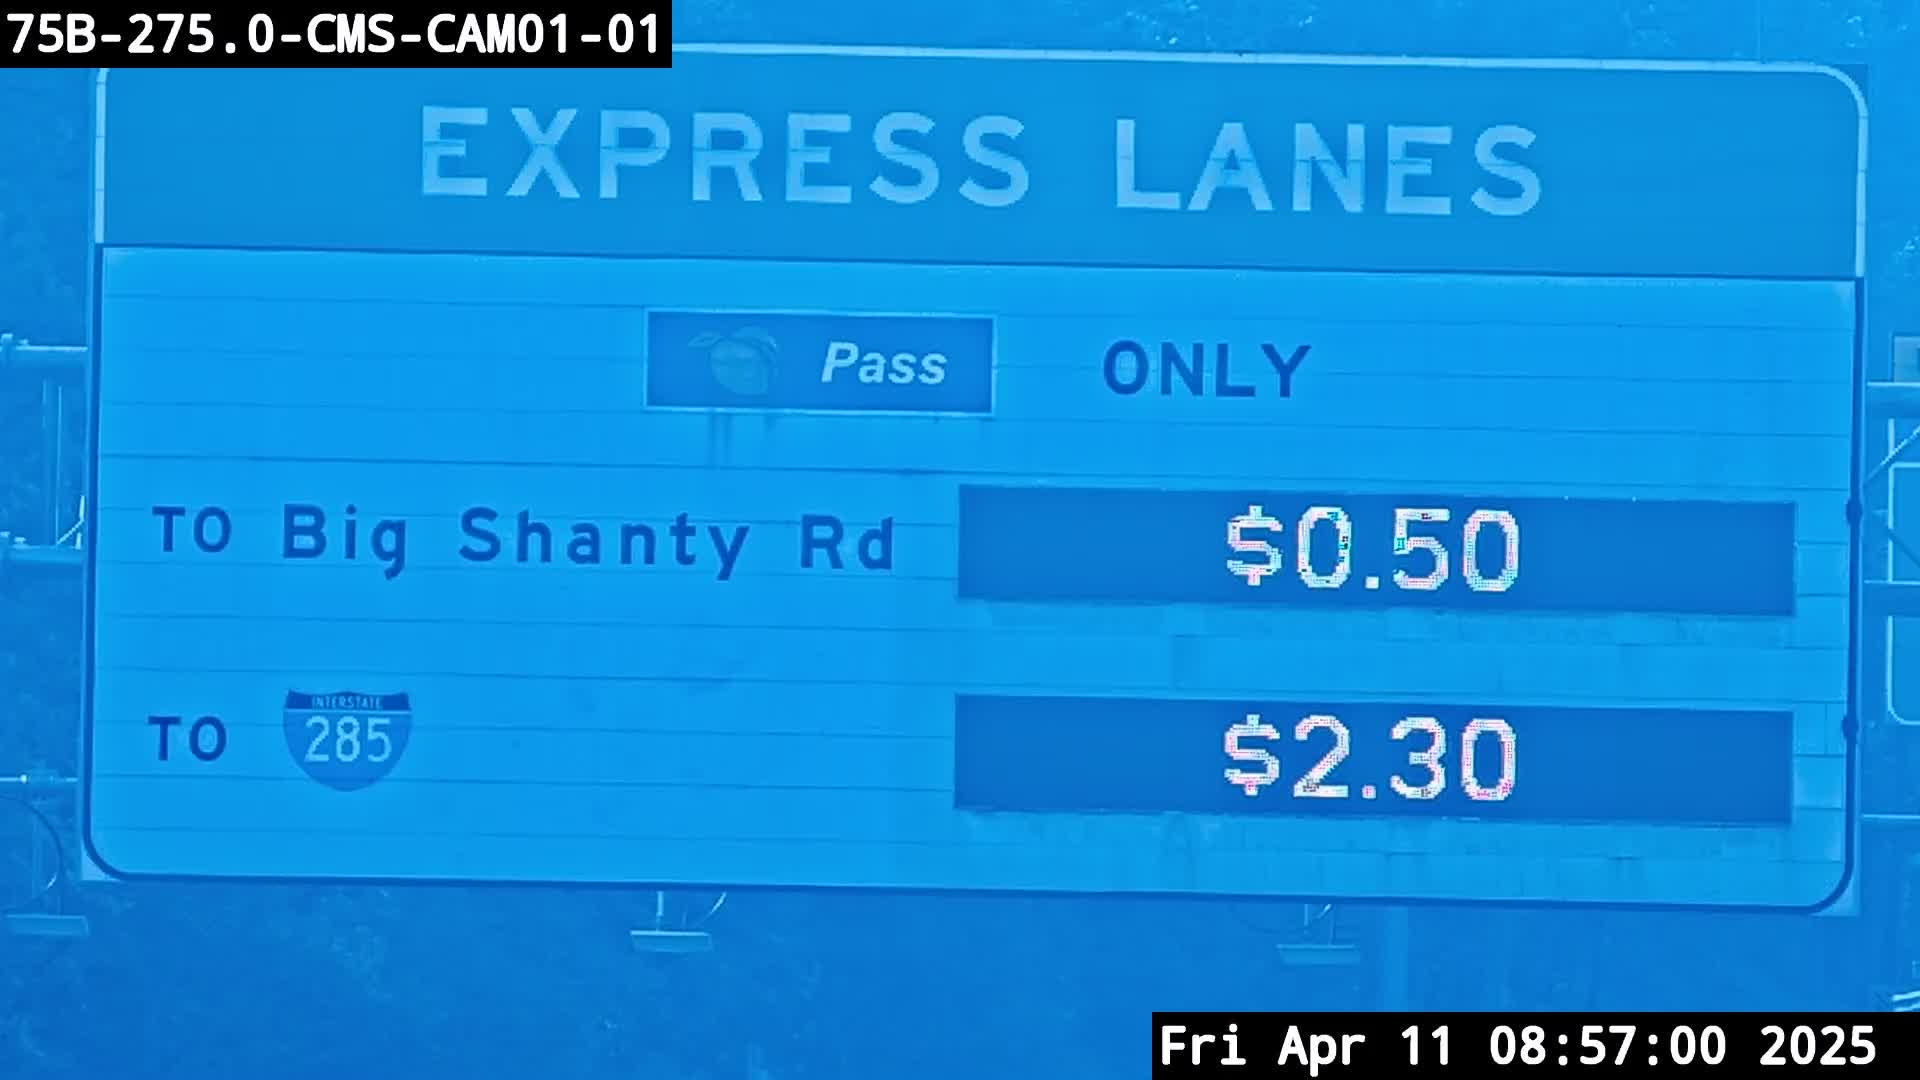 75B-275.0-CMS-CAM01-01
EXPRESS LANES
Pass ONLY
TO Big Shanty Rd $0.50
TO INTERSTATE 285 $2.30
Fri Apr 11 08:57:00 2025